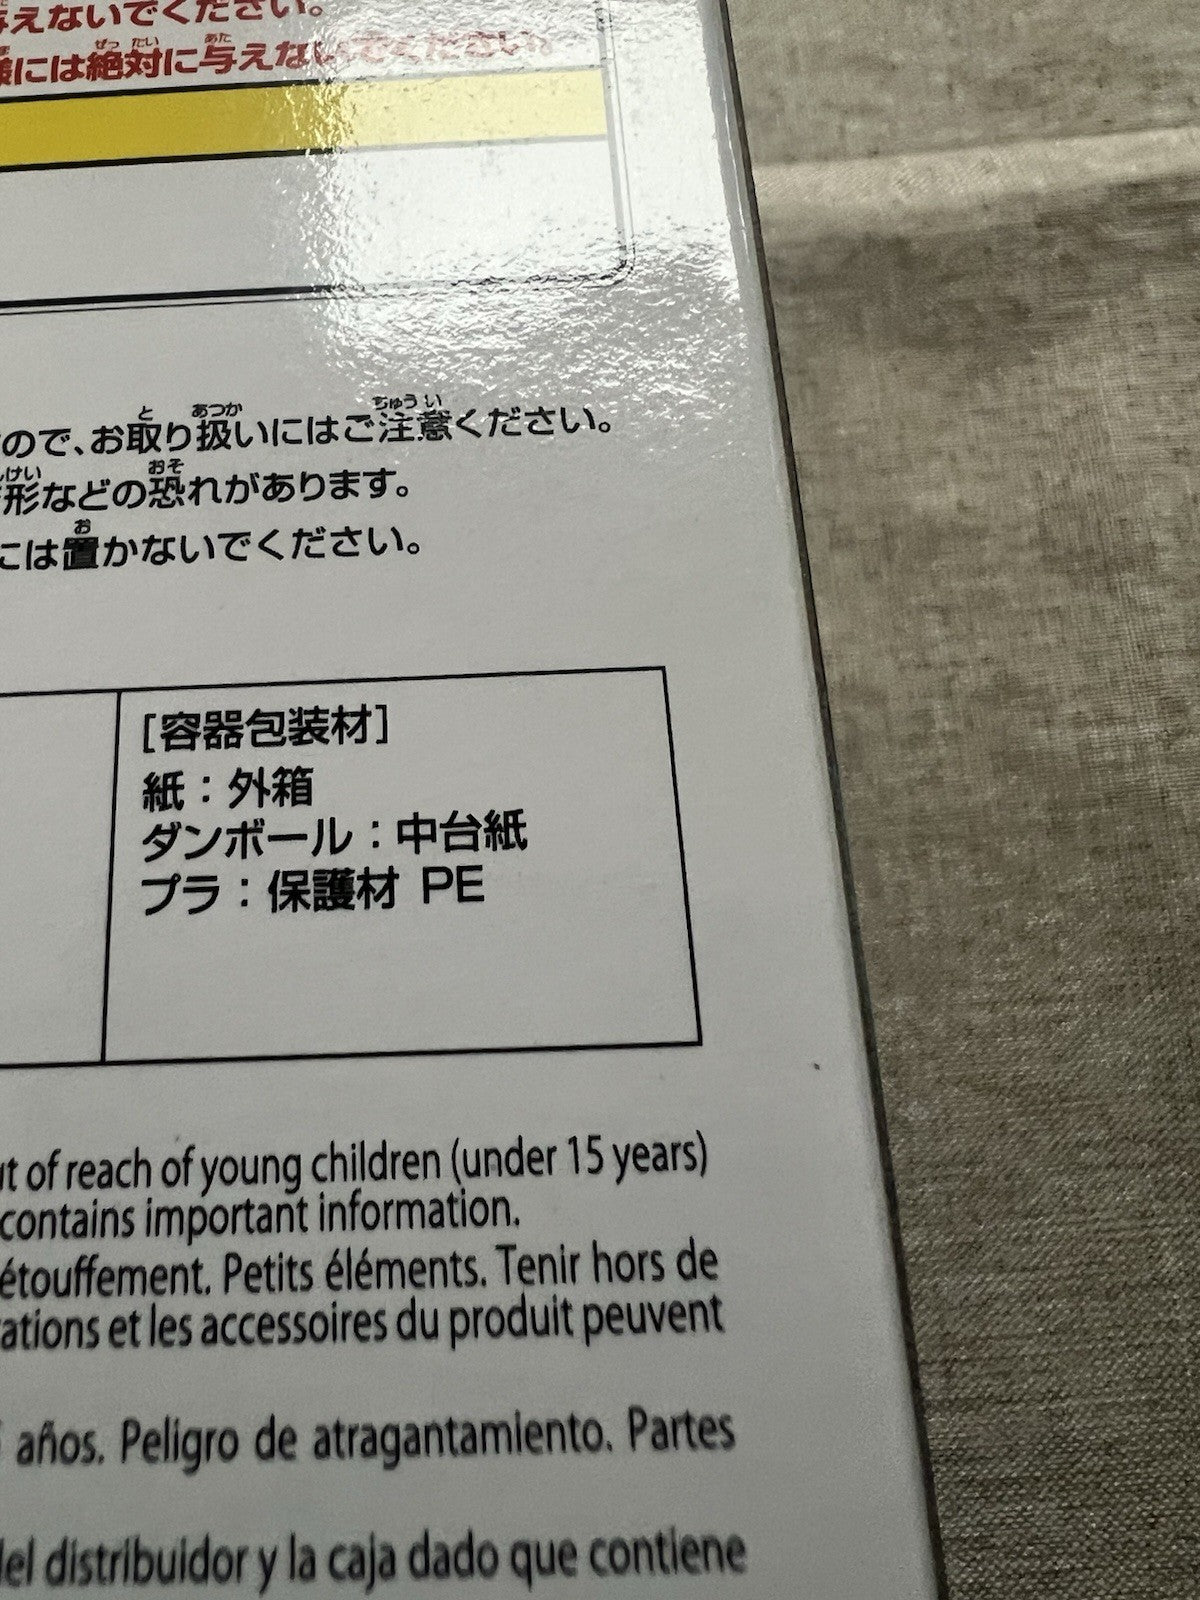 与えないでください。
様には絶対に与えないでください。
ので、お取り扱いにはご注意ください。
形などの恐れがあります。
には置かないでください。
[容器包装材]
紙：外箱
ダンボール：中台紙
プラ：保護材 PE
of reach of young children (under 15 years)
contains important information.
étouffement. Petits éléments. Tenir hors de
et les accessoires du produit peuvent
años. Peligro de atragantamiento. Partes
del distribuidor y la caja dado que contiene